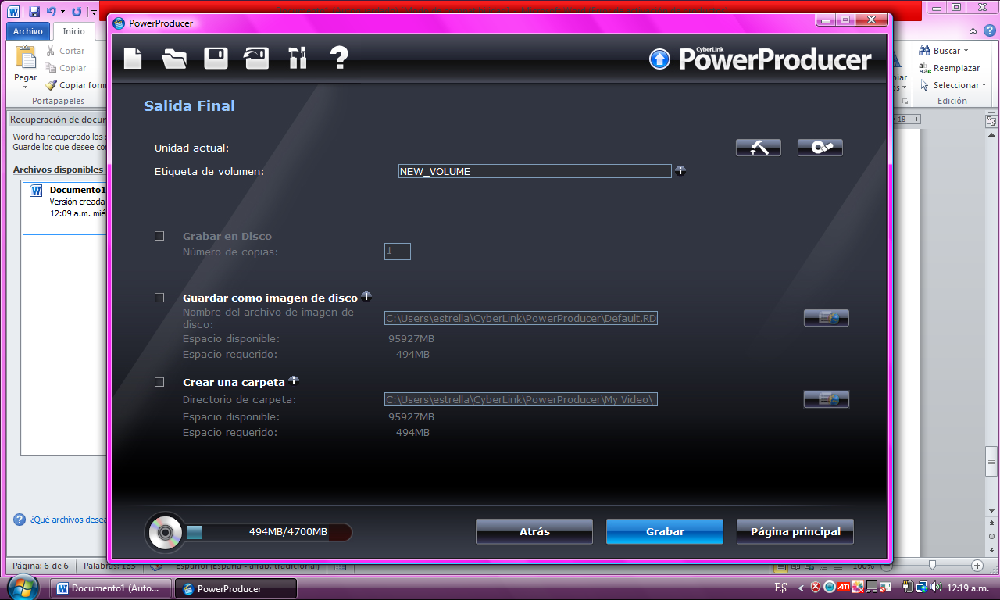 PowerProducer
Archivo
Inicio
Pegar
Cortar
Copiar
Copiar form
Portapapeles
Buscar
Reemplazar
Seleccionar
Edición
18
CyberLink
PowerProducer
Recuperación de docu
Word ha recuperado los s
Guarde los que desee co
Archivos disponibles
Documento1
Versión creada
12:09 a.m. mié
¿Qué archivos desea
Salida Final
Unidad actual:
Etiqueta de volumen:
NEW_VOLUME
Grabar en Disco
Número de copias:
1
Guardar como imagen de disco
Nombre del archivo de imagen de
disco:
C:\Users\estrella\CyberLink\PowerProducer\Default.RD
Espacio disponible:
95927MB
Espacio requerido:
494MB
Crear una carpeta
Directorio de carpeta:
C:\Users\estrella\CyberLink\PowerProducer\My Video\
Espacio disponible:
95927MB
Espacio requerido:
494MB
494MB/4700MB
Atrás
Grabar
Página principal
Página: 6 de 6
Palabras: 185
Español (España - alfab. tradicional)
100%
Documento1 (Auto...
PowerProducer
ES
ATI
12:19 a.m.